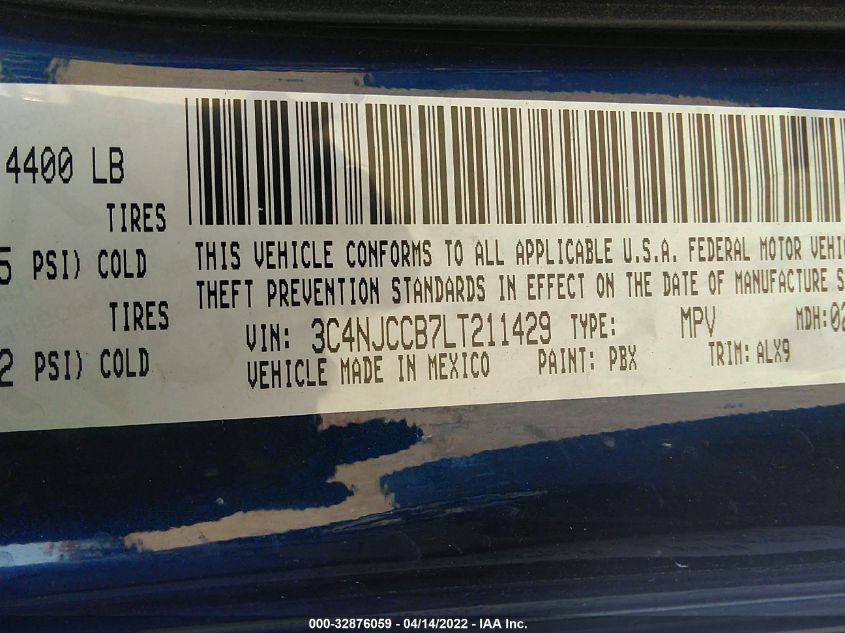 4400 LB
TIRES
5 PSI) COLD
TIRES
2 PSI) COLD
THIS VEHICLE CONFORMS TO ALL APPLICABLE U.S.A. FEDERAL MOTOR VEHIC
THEFT PREVENTION STANDARDS IN EFFECT ON THE DATE OF MANUFACTURE S
VIN: 3C4NJCCB7LT211429 TYPE: MPV MDH:02
VEHICLE MADE IN MEXICO PAINT: PBX TRIM: ALX9
000-32876059 - 04/14/2022 - IAA Inc.